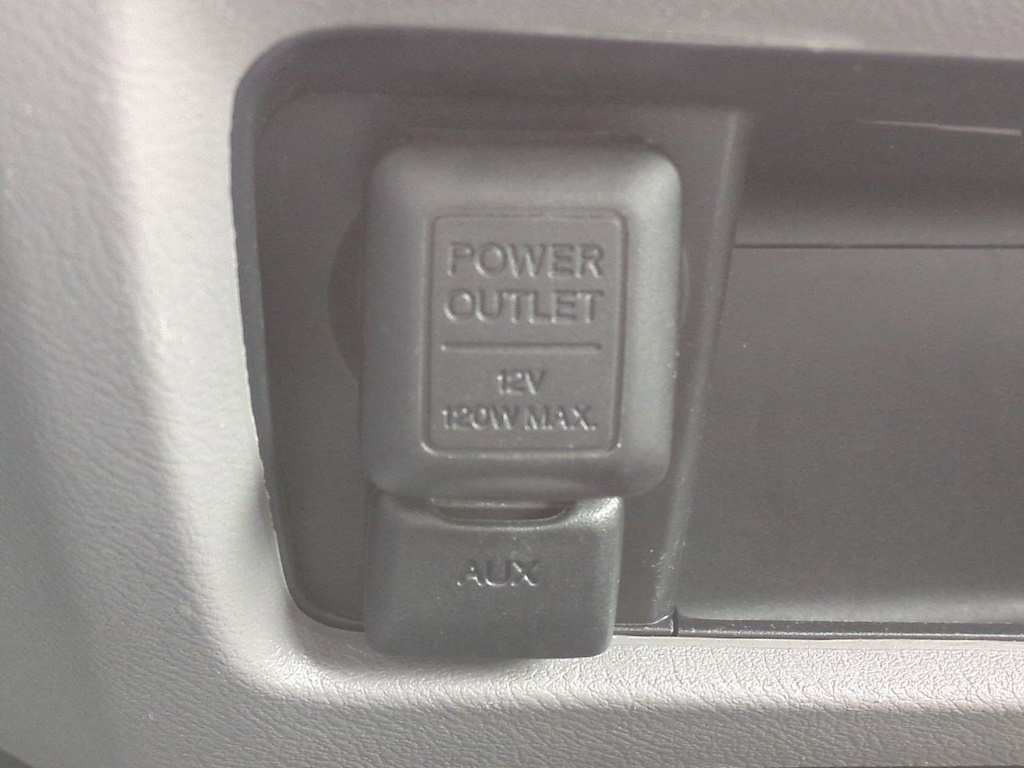 POWER
OUTLET
12V
120W MAX.
AUX